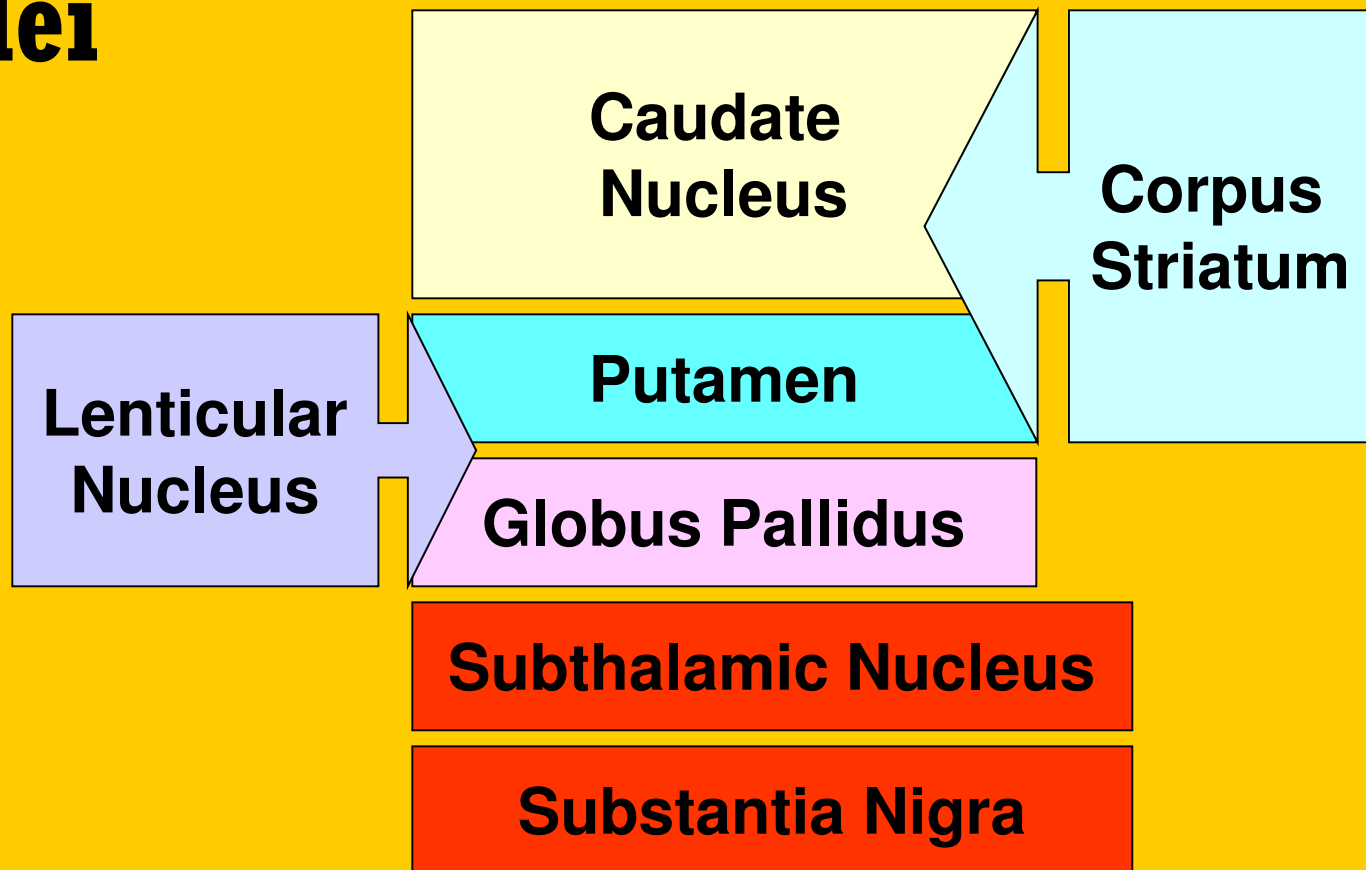 Caudate
Nucleus
Corpus
Striatum
Lenticular
Nucleus
Putamen
Globus Pallidus
Subthalamic Nucleus
Substantia Nigra